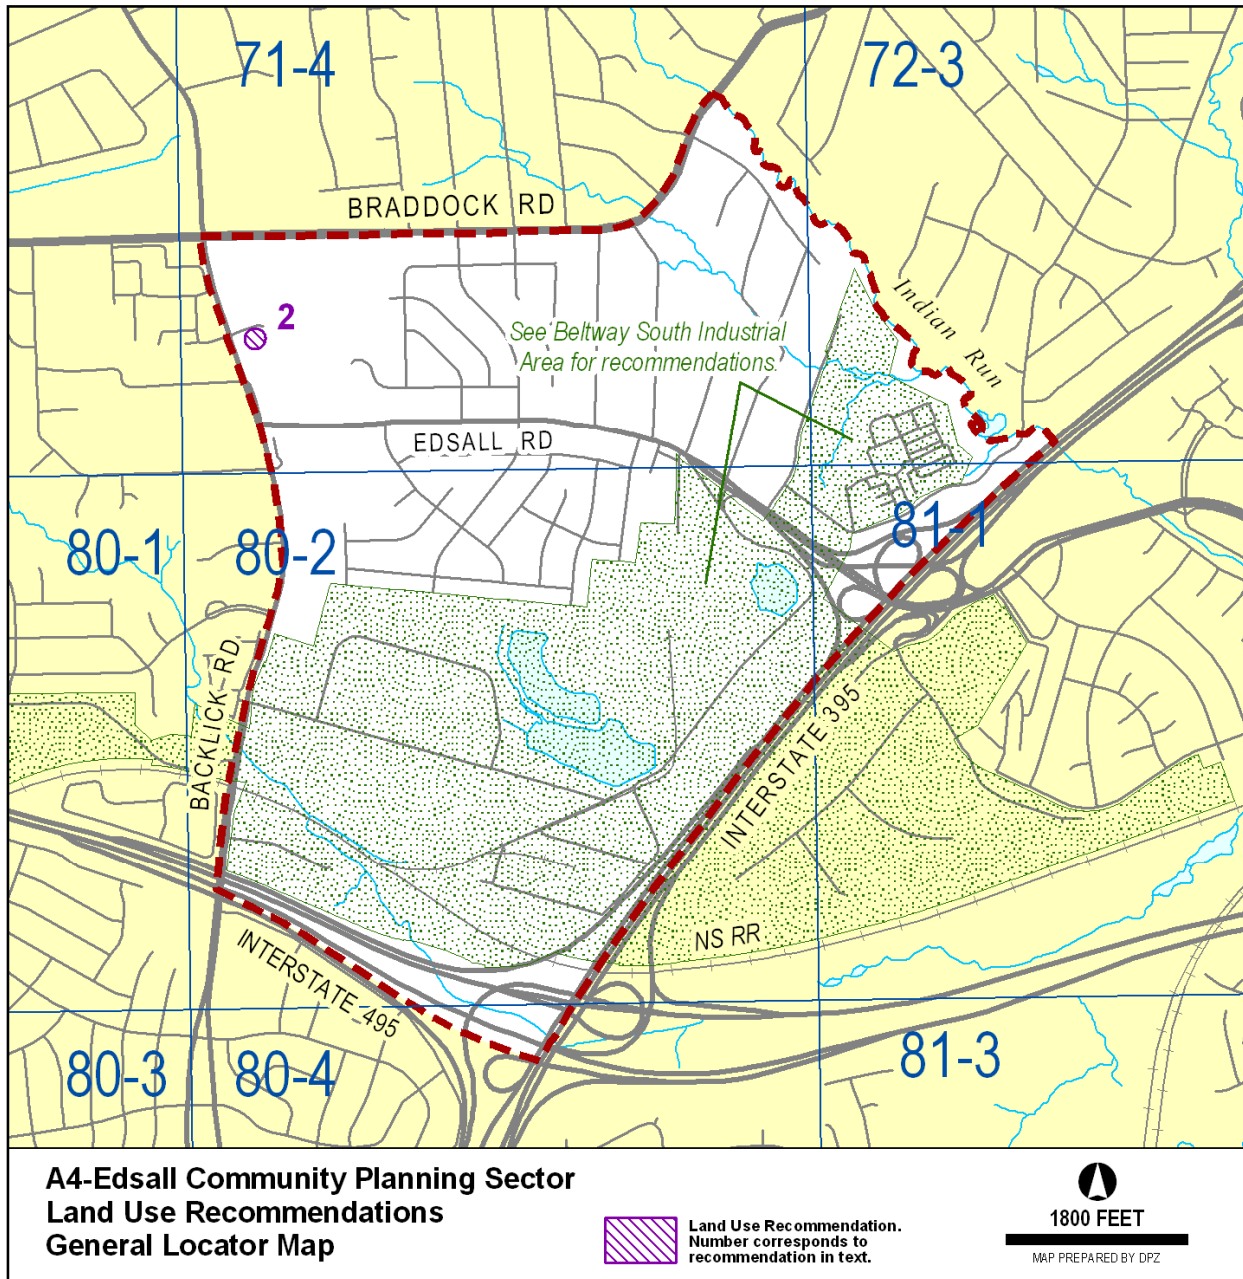 71-4
72-3
BRADDOCK RD
2
See Beltway South Industrial
Area for recommendations.
Indian Run
EDSALL RD
80-1
80-2
81-1
BACKLICK RD
INTERSTATE 395
NS RR
INTERSTATE 495
80-3
80-4
81-3
A4-Edsall Community Planning Sector
Land Use Recommendations
General Locator Map
Land Use Recommendation.
Number corresponds to
recommendation in text.
1800 FEET
MAP PREPARED BY DPZ